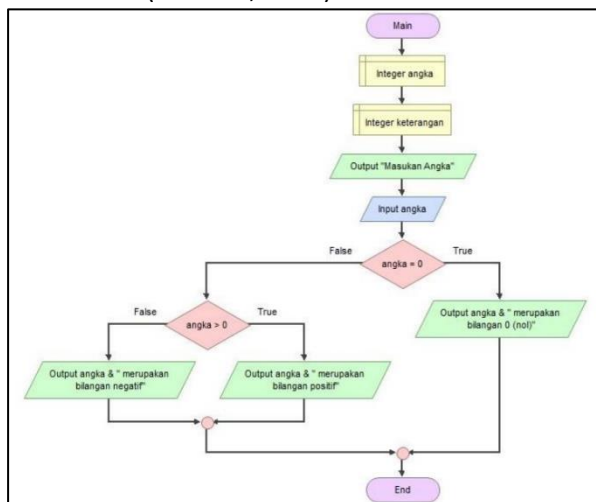 Main
Integer angka
Integer keterangan
Output "Masukan Angka"
Input angka
False
True
angka = 0
False
True
angka > 0
Output angka & " merupakan
bilangan 0 (nol)"
Output angka & " merupakan
bilangan negatif"
Output angka & " merupakan
bilangan positif"
End